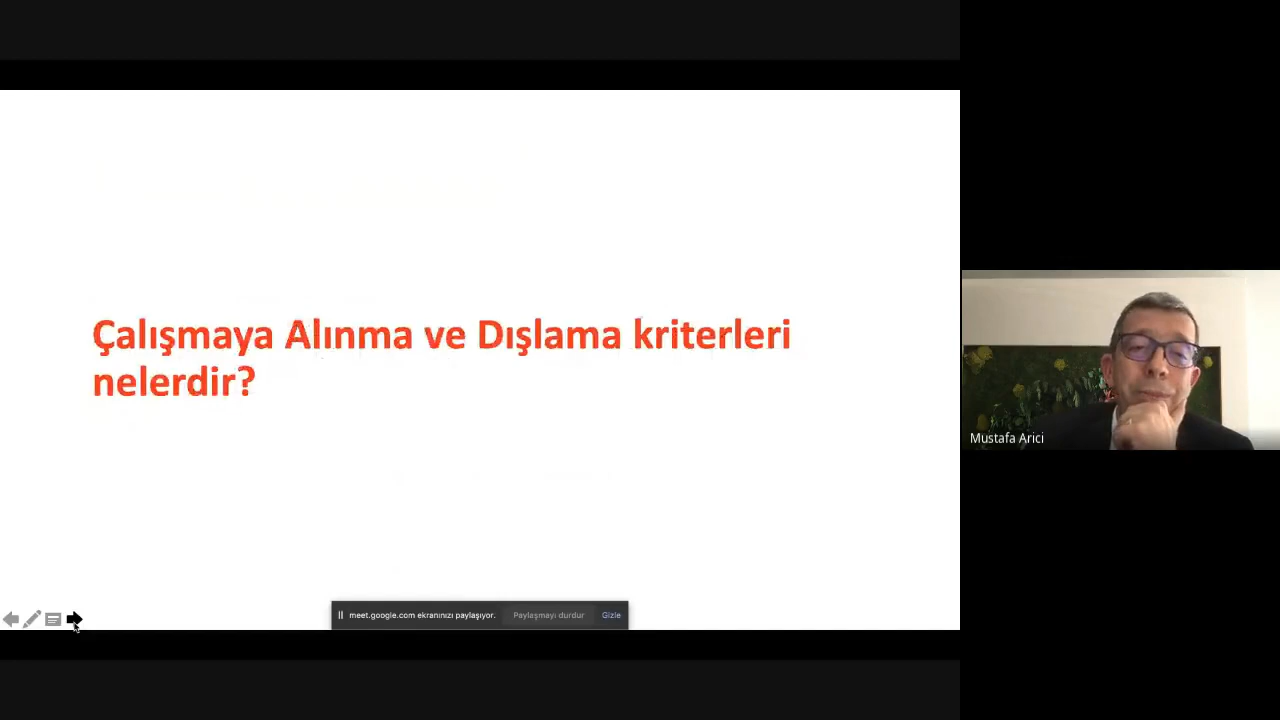 Çalışmaya Alınma ve Dışlama kriterleri
nelerdir?
Mustafa Arici
meet.google.com ekranınızı paylaşıyor. Paylaşmayı durdur Gizle